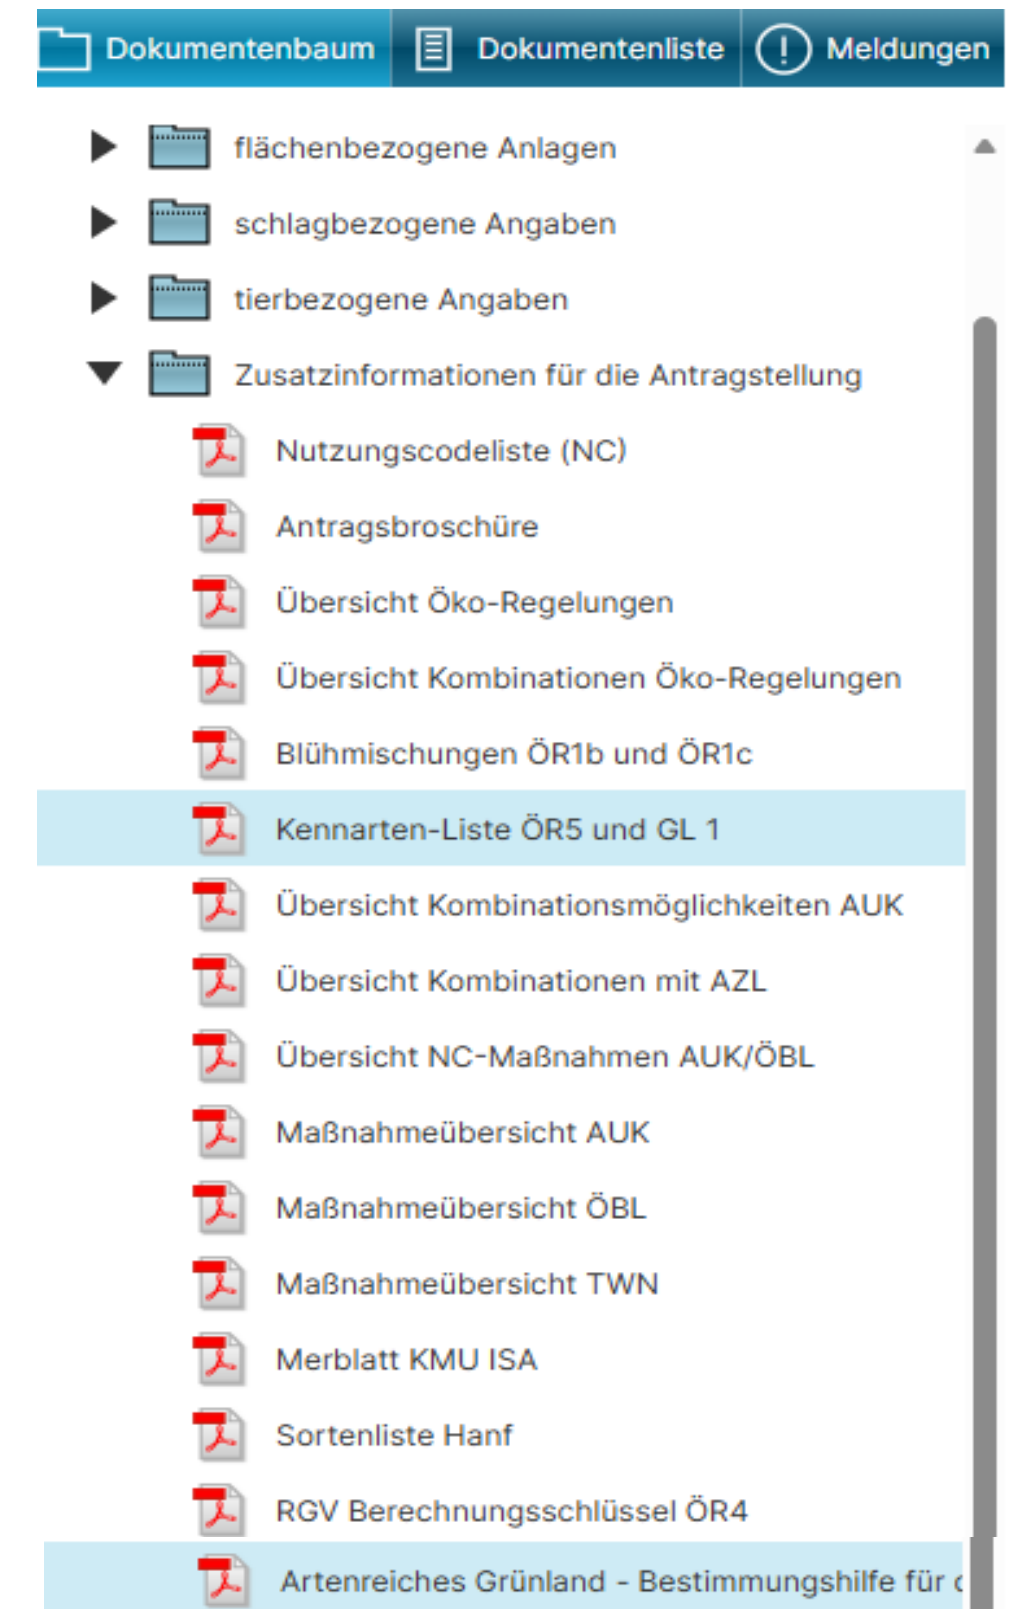 Dokumentenbaum Dokumentenliste Meldungen
flächenbezogene Anlagen
schlagbezogene Angaben
tierbezogene Angaben
Zusatzinformationen für die Antragstellung
Nutzungscodeliste (NC)
Antragsbroschüre
Übersicht Öko-Regelungen
Übersicht Kombinationen Öko-Regelungen
Blühmischungen ÖR1b und ÖR1c
Kennarten-Liste ÖR5 und GL 1
Übersicht Kombinationsmöglichkeiten AUK
Übersicht Kombinationen mit AZL
Übersicht NC-Maßnahmen AUK/ÖBL
Maßnahmeübersicht AUK
Maßnahmeübersicht ÖBL
Maßnahmeübersicht TWN
Merblatt KMU ISA
Sortenliste Hanf
RGV Berechnungsschlüssel ÖR4
Artenreiches Grünland - Bestimmungshilfe für